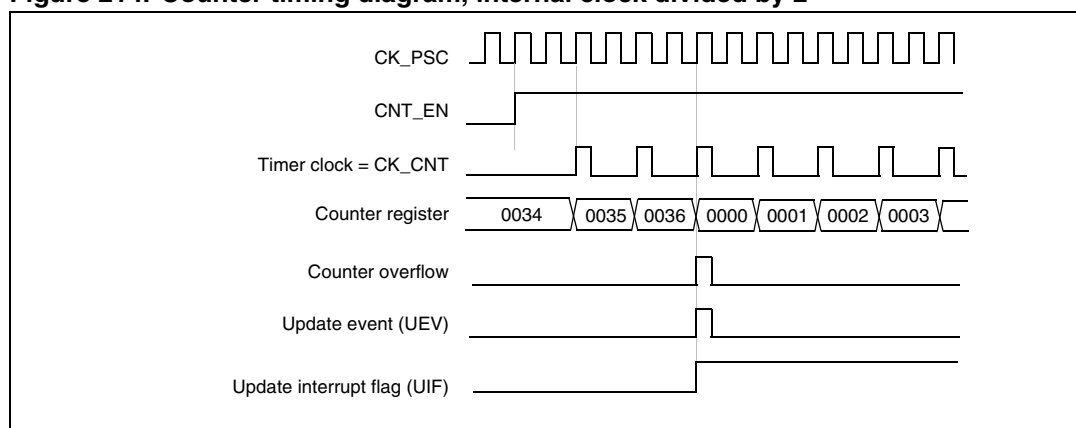 CK_PSC
CNT_EN
Timer clock = CK_CNT
Counter register 0034 0035 0036 0000 0001 0002 0003
Counter overflow
Update event (UEV)
Update interrupt flag (UIF)